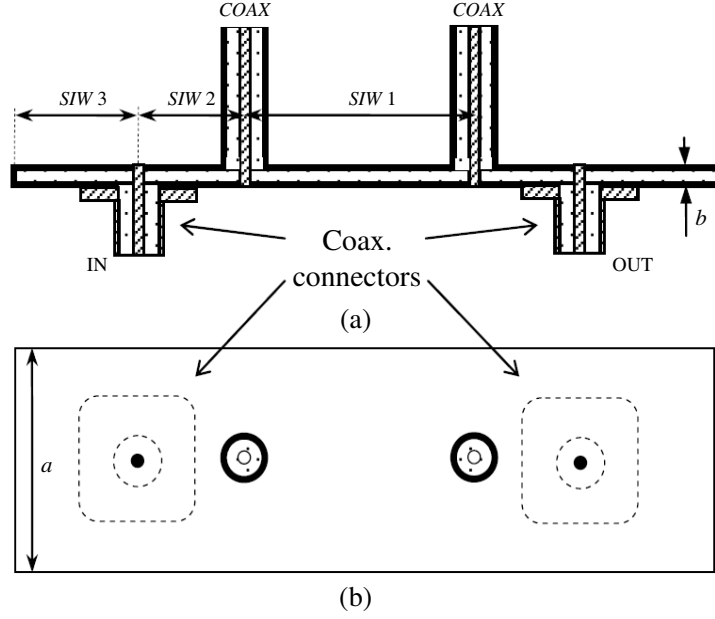 COAX COAX
SIW 3 SIW 2 SIW 1
b
IN Coax. OUT
connectors
(a)
a
(b)